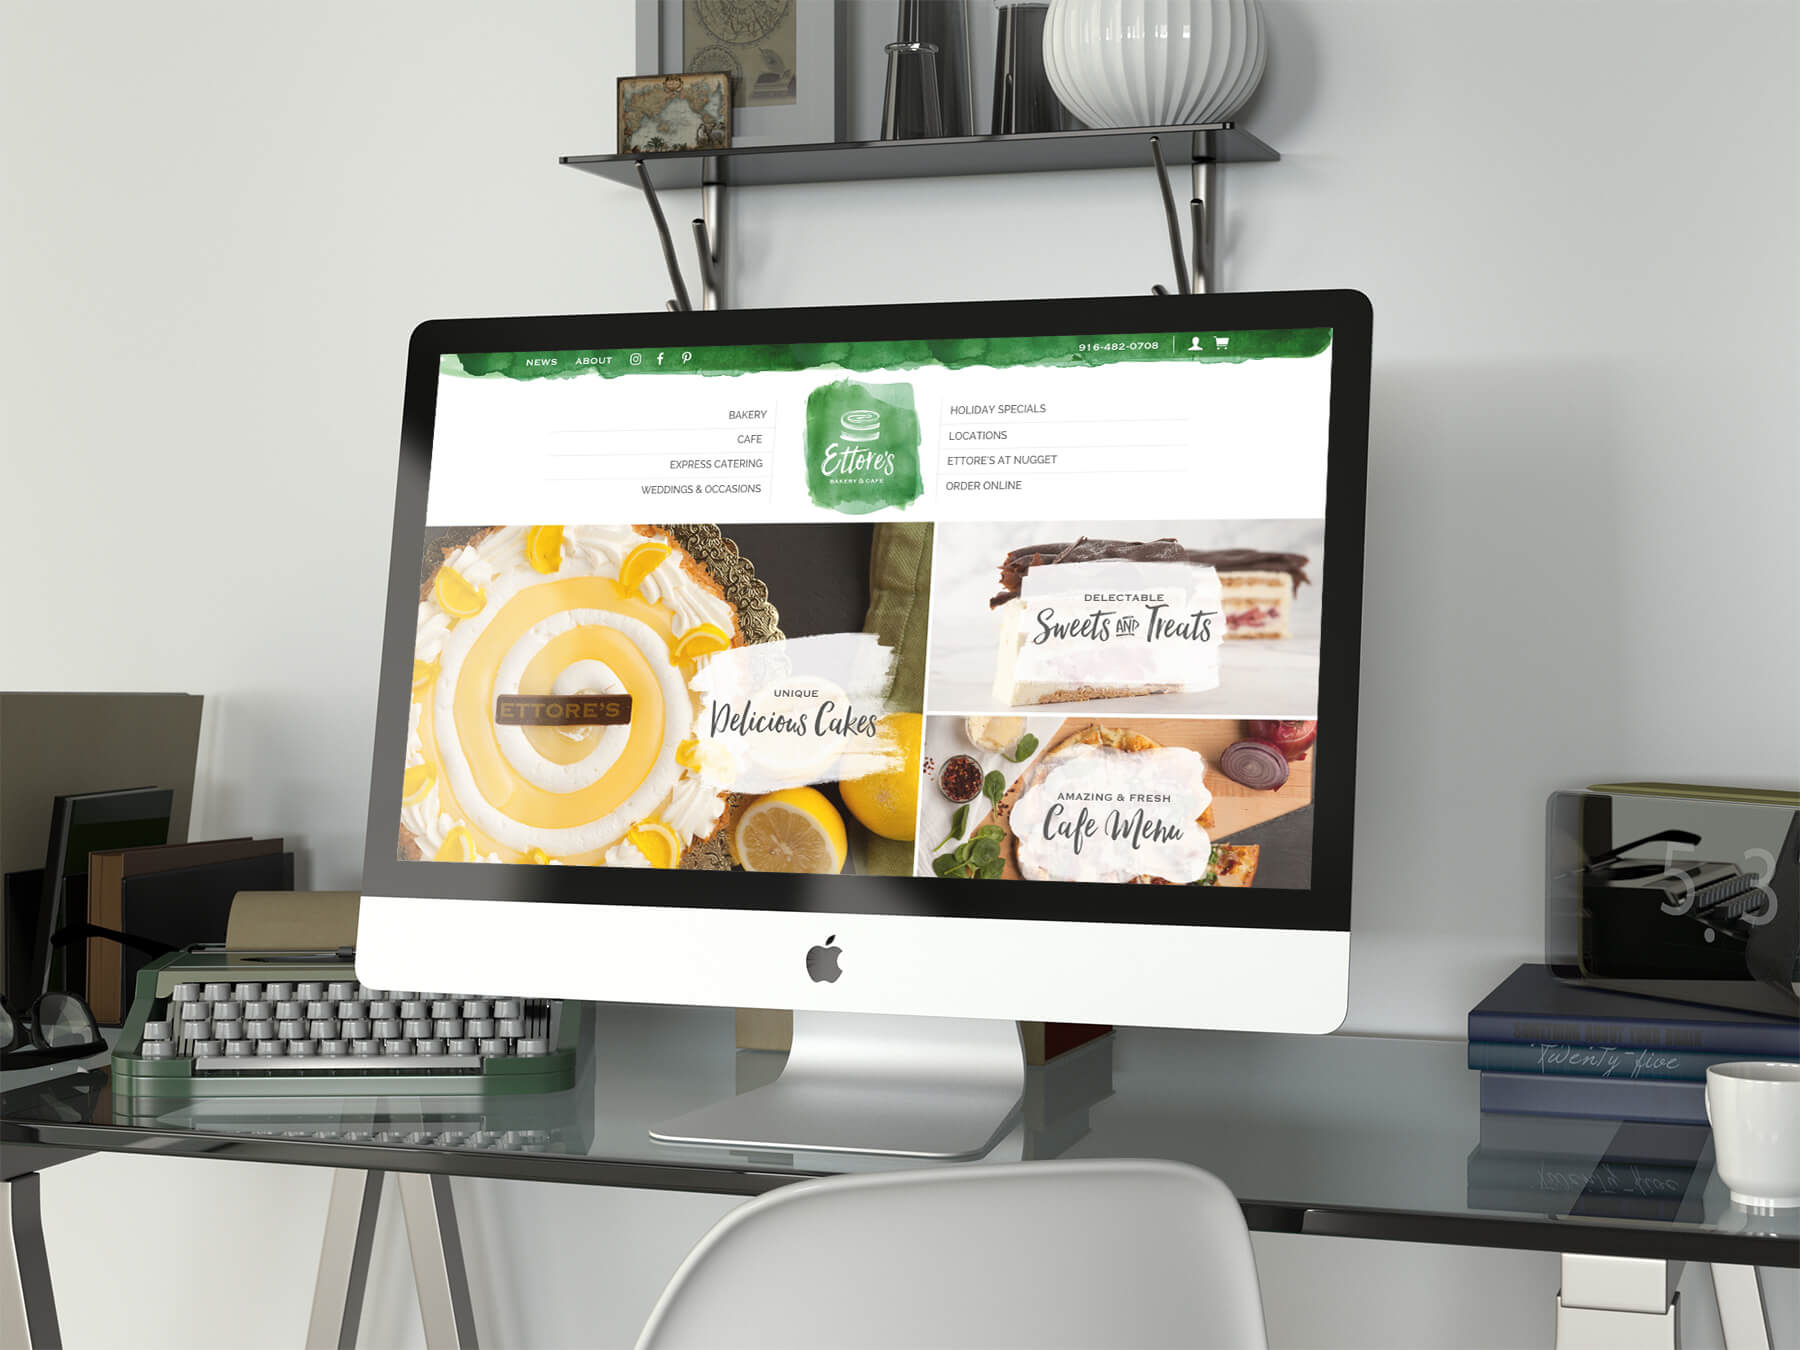 NEWS ABOUT
916-482-0708
BAKERY
CAFE
EXPRESS CATERING
WEDDINGS & OCCASIONS
Ettore's
BAKERY & CAFE
HOLIDAY SPECIALS
LOCATIONS
ETTORE'S AT NUGGET
ORDER ONLINE
ETTORE'S
UNIQUE
Delicious Cakes
DELECTABLE
Sweets AND Treats
AMAZING & FRESH
Cafe Menu
Twenty-five